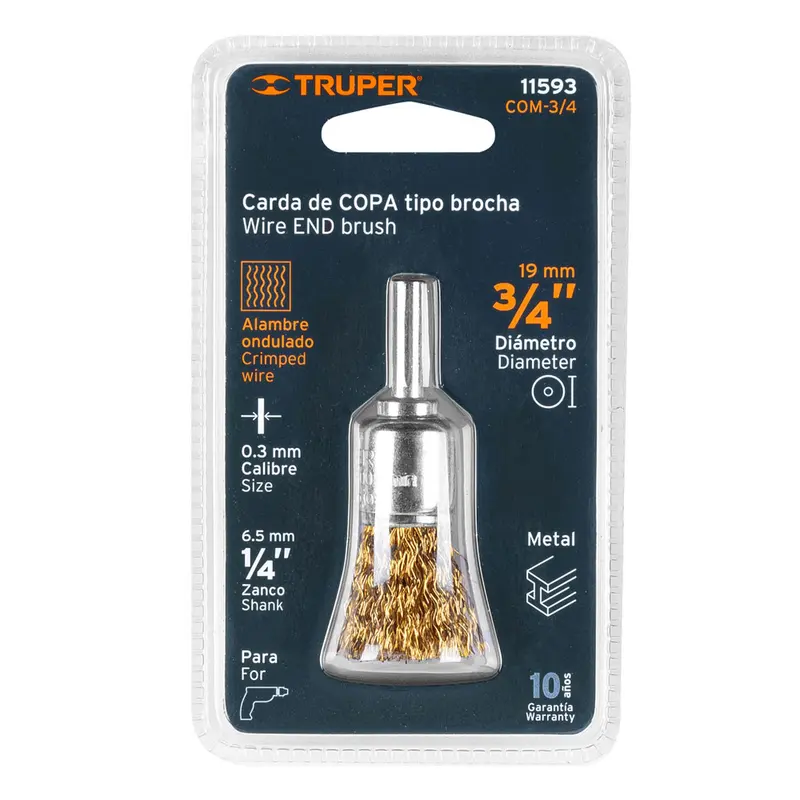 TRUPER®
11593
COM-3/4
Carda de COPA tipo brocha
Wire END brush
19 mm
3/4"
Diámetro
Diameter
Alambre
ondulado
Crimped
wire
0.3 mm
Calibre
Size
6.5 mm
1/4"
Zanco
Shank
Metal
Para
For
10 años
Garantía
Warranty